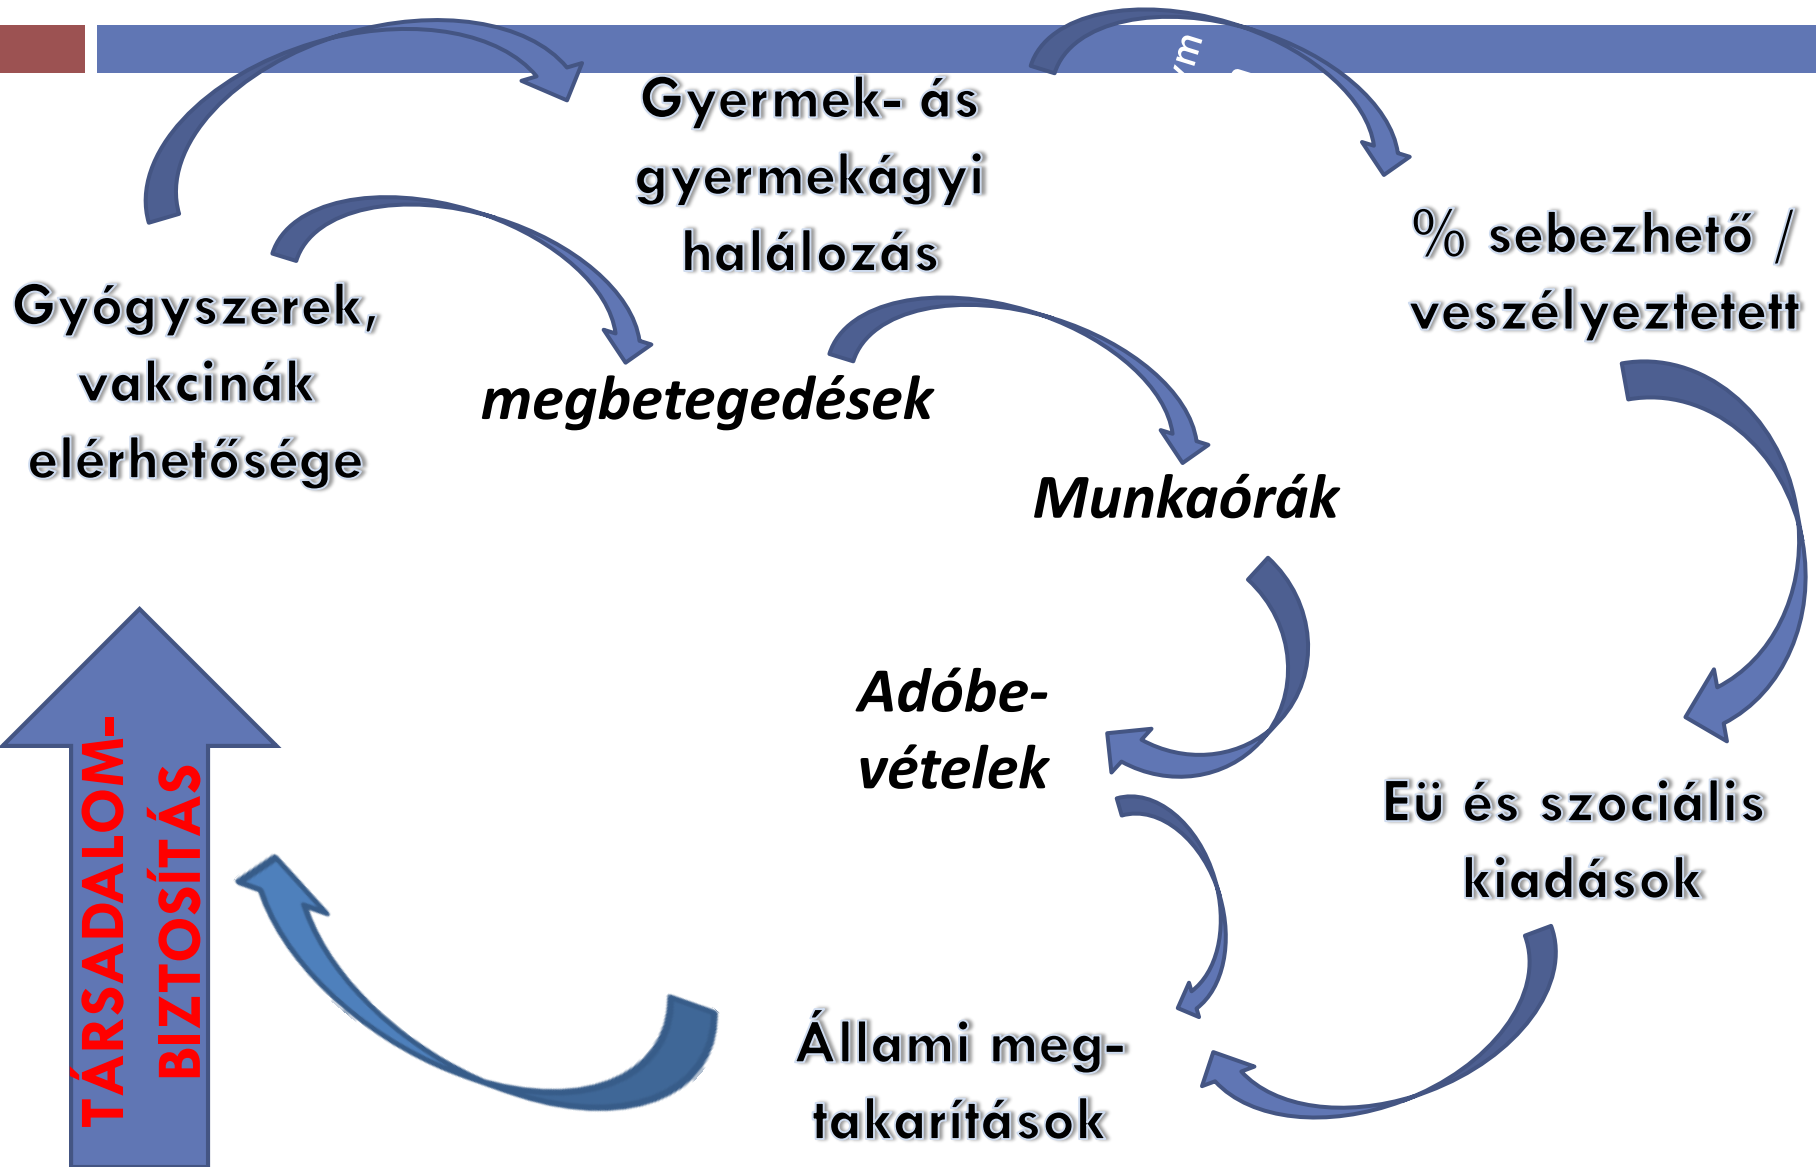 Gyermek- ás
gyermekágyi
halálozás
% sebezhető /
veszélyeztetett
Gyógyszerek,
vakcinák
elérhetősége
megbetegedések
Munkaórák
Adóbe-
vételek
Eü és szociális
kiadások
Állami meg-
takarítások
TÁRSADALOM-
BIZTOSÍTÁS